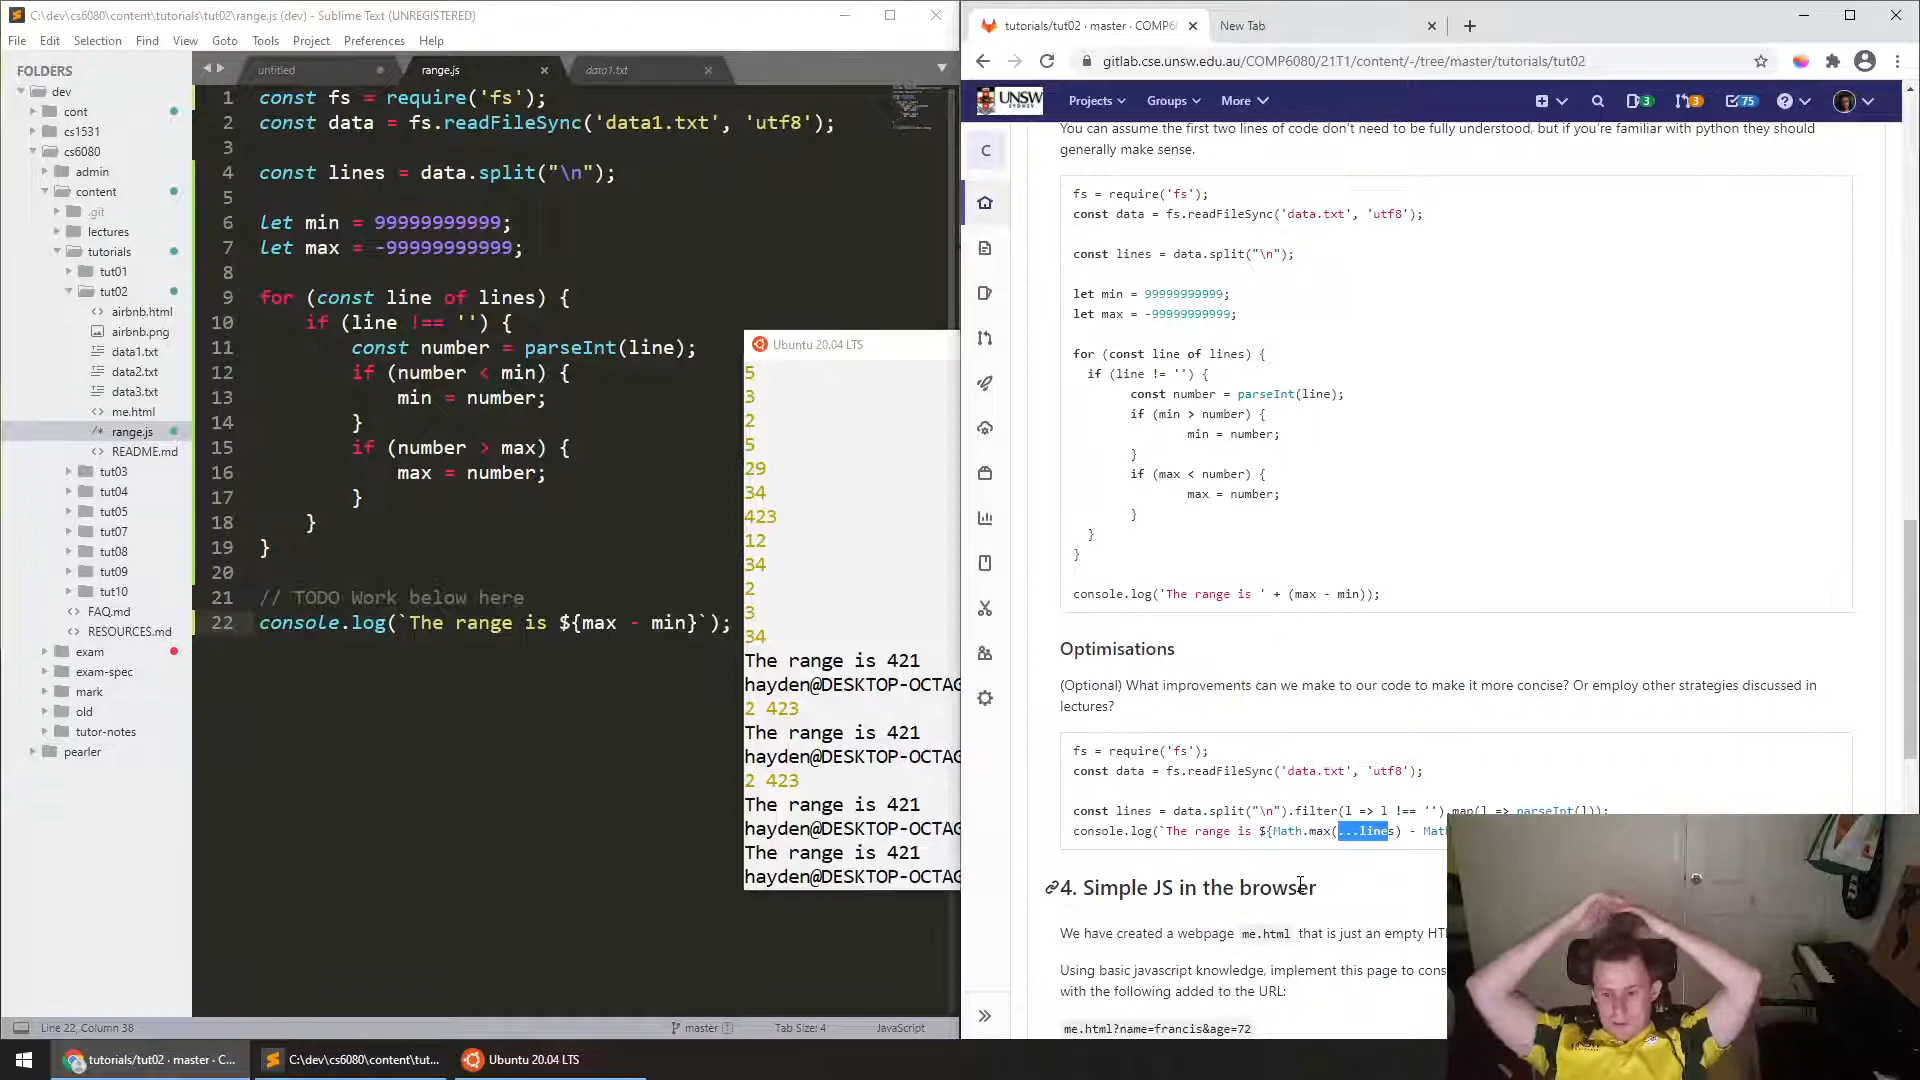 C:\dev\cs6080\content\tutorials\tut02\range.js (dev) - Sublime Text (UNREGISTERED)
File Edit Selection Find View Goto Tools Project Preferences Help
FOLDERS
dev
cont
cs1531
cs6080
admin
content
.git
lectures
tutorials
tut01
tut02
airbnb.html
airbnb.png
data1.txt
data2.txt
data3.txt
me.html
range.js
README.md
tut03
tut04
tut05
tut07
tut08
tut09
tut10
FAQ.md
RESOURCES.md
exam
exam-spec
mark
old
tutor-notes
pearler
untitled range.js data1.txt
1 const fs = require('fs');
2 const data = fs.readFileSync('data1.txt', 'utf8');
3
4 const lines = data.split("\n");
5
6 let min = 99999999999;
7 let max = -99999999999;
8
9 for (const line of lines) {
10 if (line !== '') {
11 const number = parseInt(line);
12 if (number < min) {
13 min = number;
14 }
15 if (number > max) {
16 max = number;
17 }
18 }
19 }
20
21 // TODO Work below here
22 console.log(`The range is ${max - min}`);
Ubuntu 20.04 LTS
5
3
2
5
29
34
423
12
34
2
3
34
The range is 421
hayden@DESKTOP-OCTAG
2 423
The range is 421
hayden@DESKTOP-OCTAG
2 423
The range is 421
hayden@DESKTOP-OCTAG
The range is 421
hayden@DESKTOP-OCTAG
Line 22, Column 38 master 1 Tab Size: 4 JavaScript
tutorials/tut02 · master · COMP6 New Tab
gitlab.cse.unsw.edu.au/COMP6080/21T1/content/-/tree/master/tutorials/tut02
UNSW SYDNEY Projects Groups More 3 3 75
C
You can assume the first two lines of code don't need to be fully understood, but if you're familiar with python they should
generally make sense.
fs = require('fs');
const data = fs.readFileSync('data.txt', 'utf8');
const lines = data.split("\n");
let min = 99999999999;
let max = -99999999999;
for (const line of lines) {
if (line != '') {
const number = parseInt(line);
if (min > number) {
min = number;
}
if (max < number) {
max = number;
}
}
}
console.log('The range is ' + (max - min));
Optimisations
(Optional) What improvements can we make to our code to make it more concise? Or employ other strategies discussed in
lectures?
fs = require('fs');
const data = fs.readFileSync('data.txt', 'utf8');
const lines = data.split("\n").filter(l => l !== '').map(l => parseInt(l));
console.log(`The range is ${Math.max(...lines) - Mat
4. Simple JS in the browser
We have created a webpage me.html that is just an empty HT
Using basic javascript knowledge, implement this page to cons
with the following added to the URL:
me.html?name=francis&age=72
tutorials/tut02 · master · C... C:\dev\cs6080\content\tut... Ubuntu 20.04 LTS